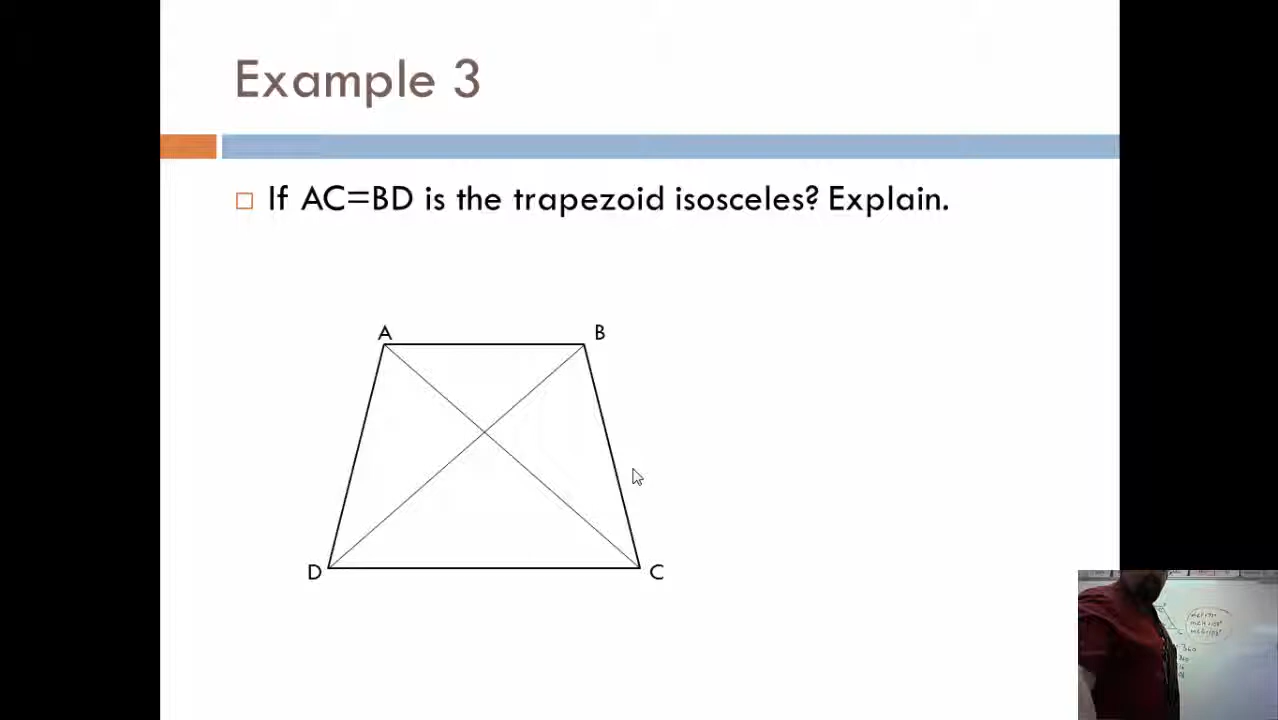 Example 3
If AC=BD is the trapezoid isosceles? Explain.
A
B
D
C